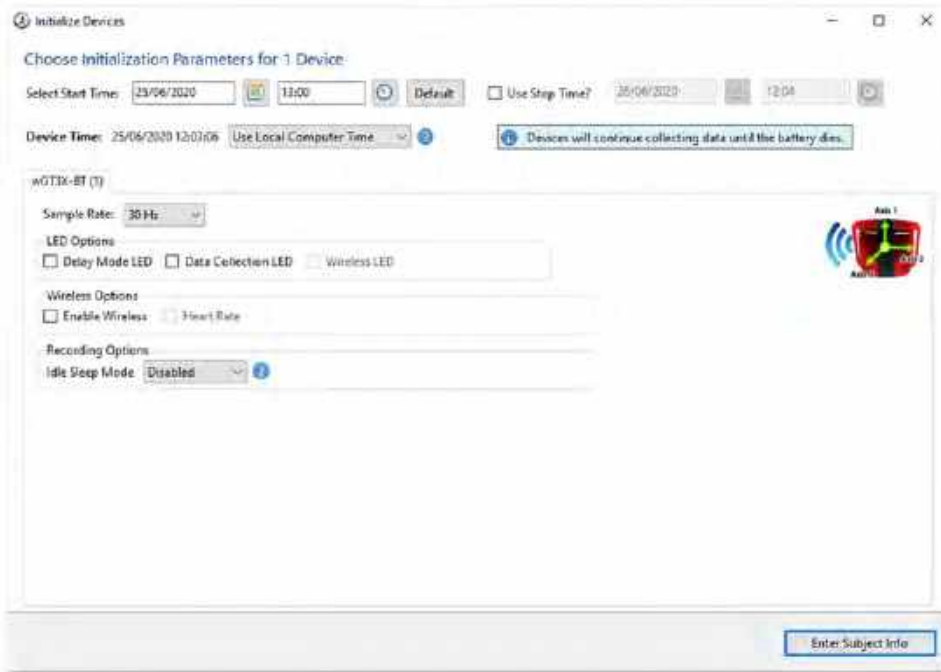 Initialize Devices
Choose Initialization Parameters for 1 Device
Select Start Time: 25/06/2020 13:00 Default Use Stop Time? 26/06/2020 12:04
Device Time: 25/06/2020 12:03:06 Use Local Computer Time Devices will continue collecting data until the battery dies.
wGT3X-BT (1)
Sample Rate: 30 Hz
Axis 1
LED Options
Delay Mode LED Data Collection LED Wireless LED
Wireless Options
Enable Wireless Heart Rate
Recording Options
Idle Sleep Mode Disabled
Enter Subject Info